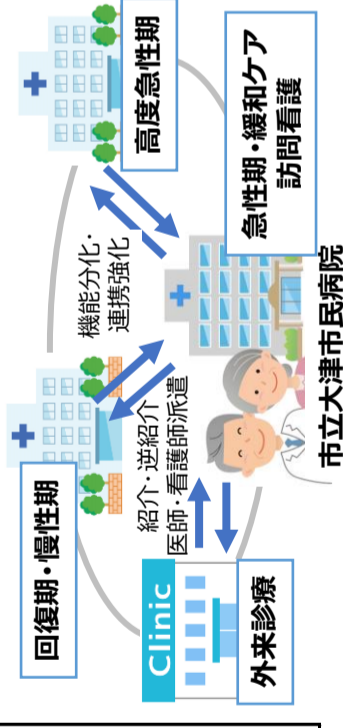 回復期・慢性期
高度急性期
機能分化・
連携強化
紹介・逆紹介
医師・看護師派遣
Clinic
外来診療
急性期・緩和ケア
訪問看護
市立大津市民病院